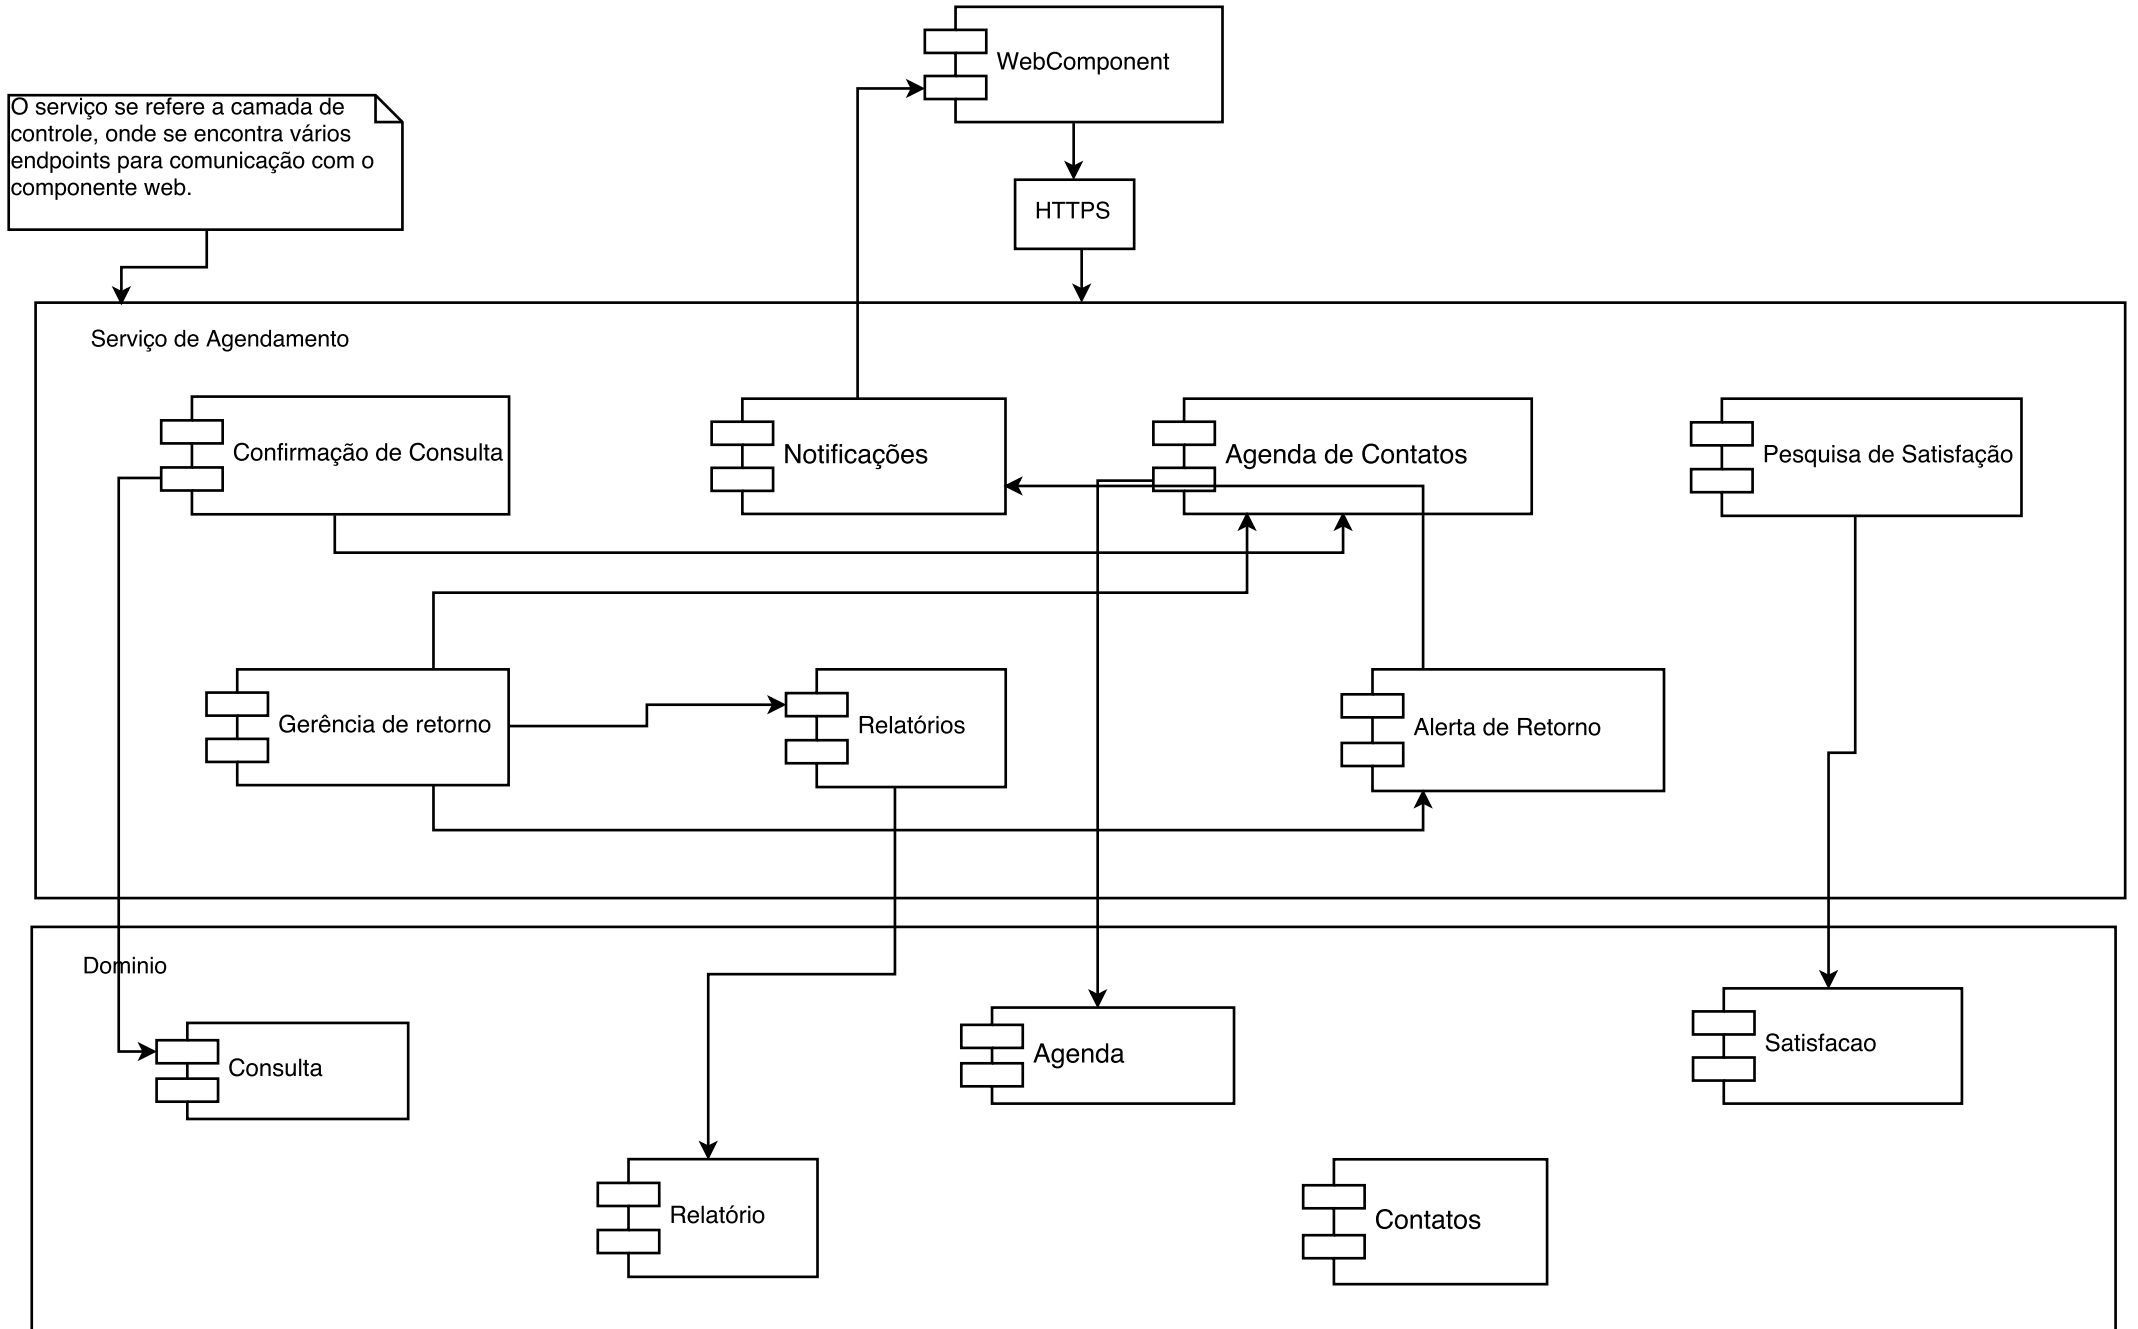 WebComponent
O serviço se refere a camada de
controle, onde se encontra vários
endpoints para comunicação com o
componente web.
HTTPS
Serviço de Agendamento
Confirmação de Consulta
Notificações
Agenda de Contatos
Pesquisa de Satisfação
Gerência de retorno
Relatórios
Alerta de Retorno
Dominio
Consulta
Agenda
Satisfacao
Relatório
Contatos